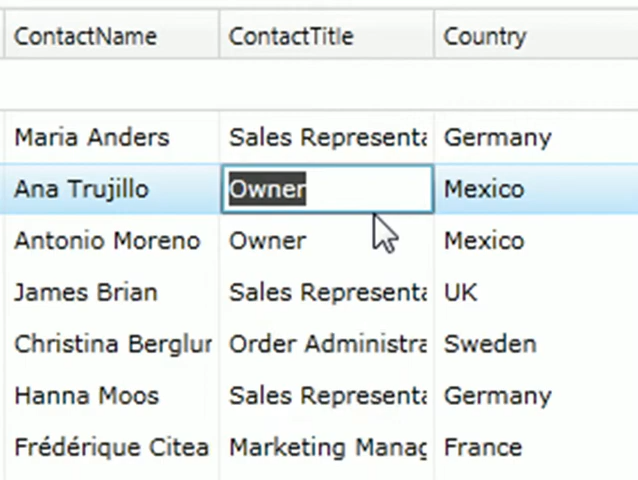 ContactName ContactTitle Country
Maria Anders Sales Representa Germany
Ana Trujillo Owner Mexico
Antonio Moreno Owner Mexico
James Brian Sales Representa UK
Christina Berglur Order Administra Sweden
Hanna Moos Sales Representa Germany
Frédérique Citea Marketing Manag France